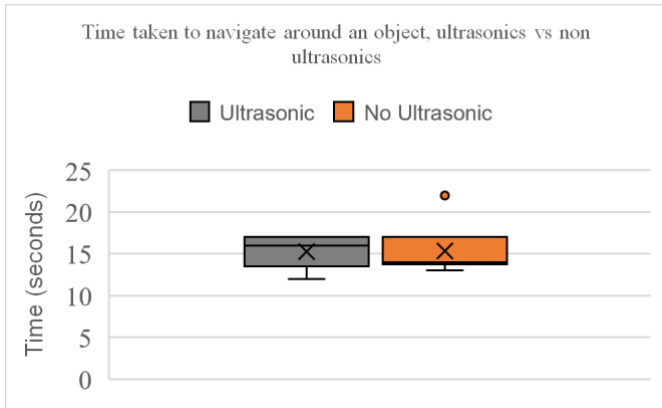 Time taken to navigate around an object, ultrasonics vs non
ultrasonics
Ultrasonic No Ultrasonic
Time (seconds)
25
20
15
10
5
0